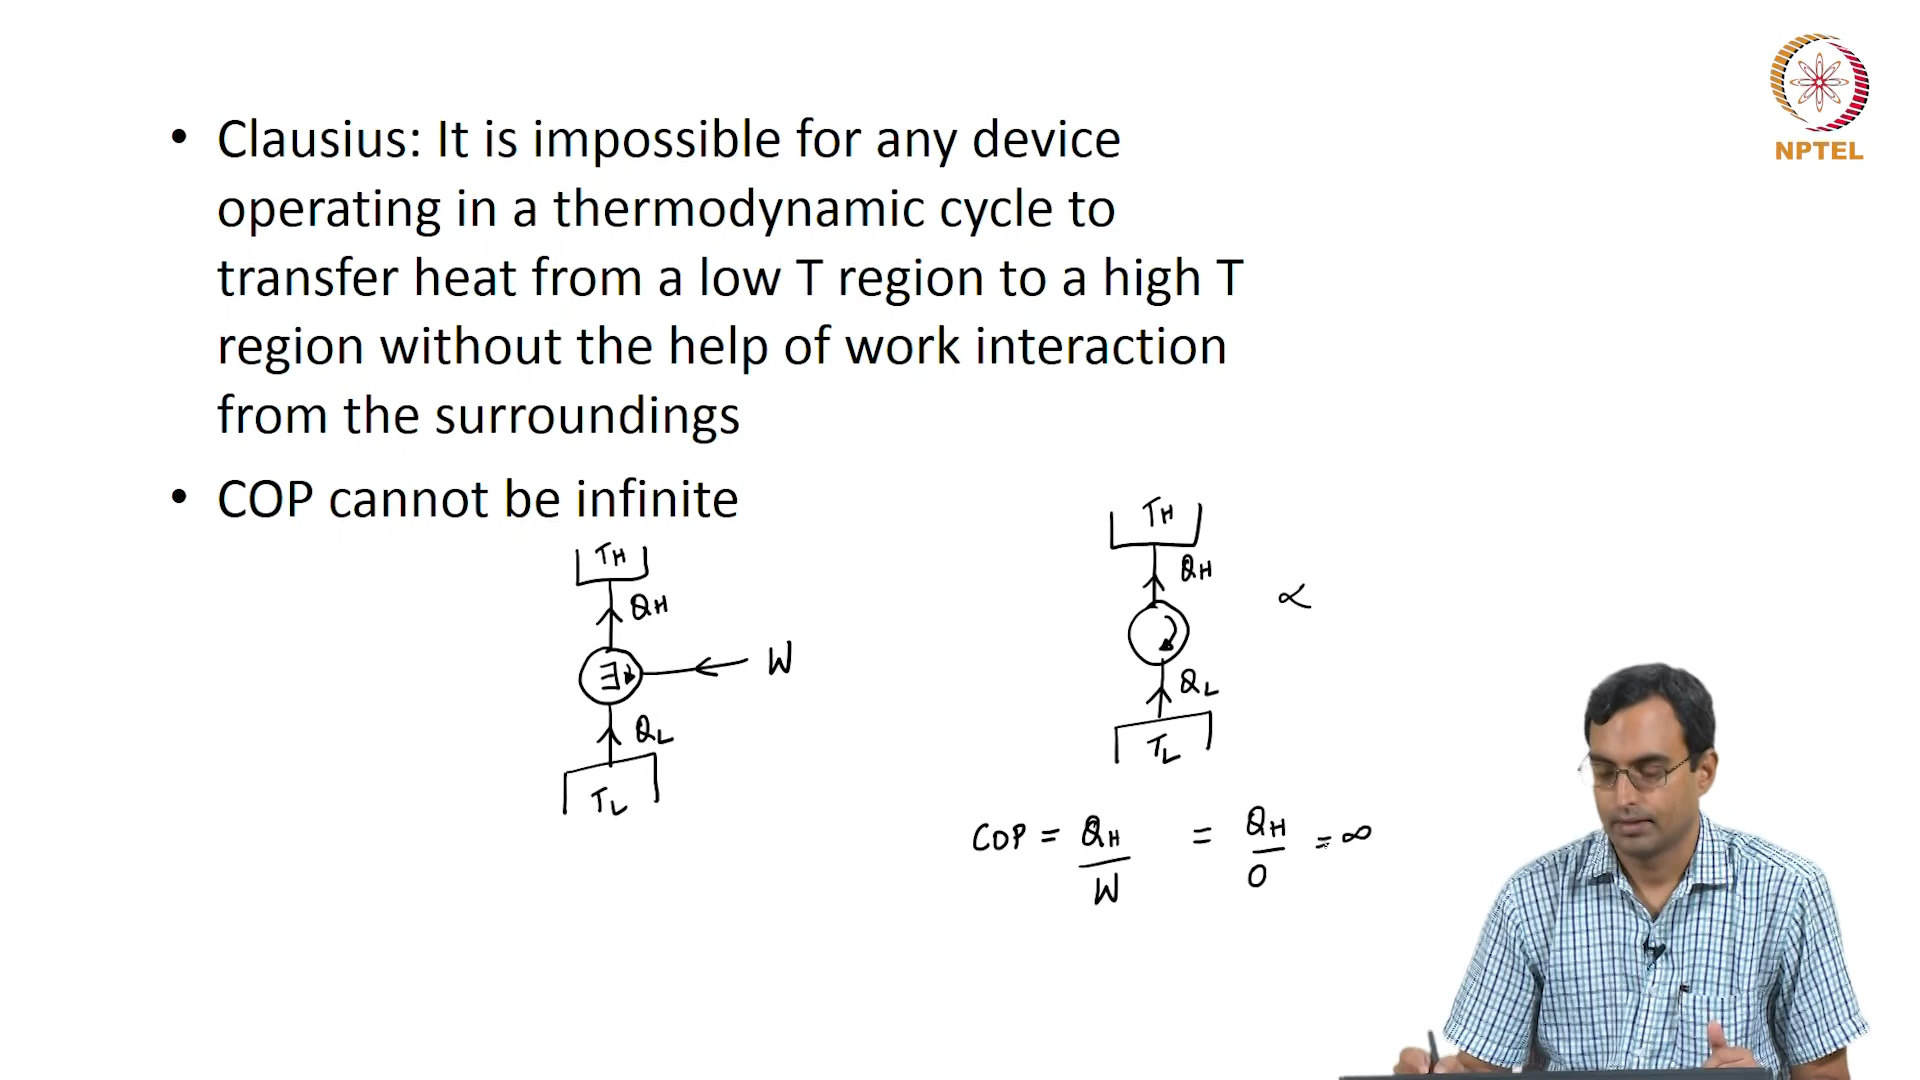 NPTEL
• Clausius: It is impossible for any device
operating in a thermodynamic cycle to
transfer heat from a low T region to a high T
region without the help of work interaction
from the surroundings
• COP cannot be infinite
TH
QH
W
QL
TL
TH
QH
∝
QL
TL
COP = QH / W = QH / 0 = ∞